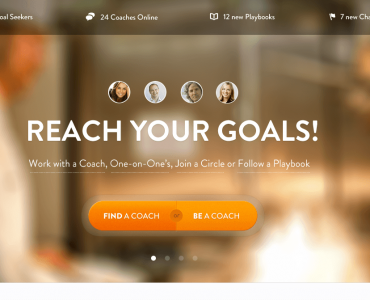 oal Seekers
24 Coaches Online
12 new Playbooks
7 new Cha
REACH YOUR GOALS!
Work with a Coach, One-on-One's, Join a Circle or Follow a Playbook
FIND A COACH
BE A COACH